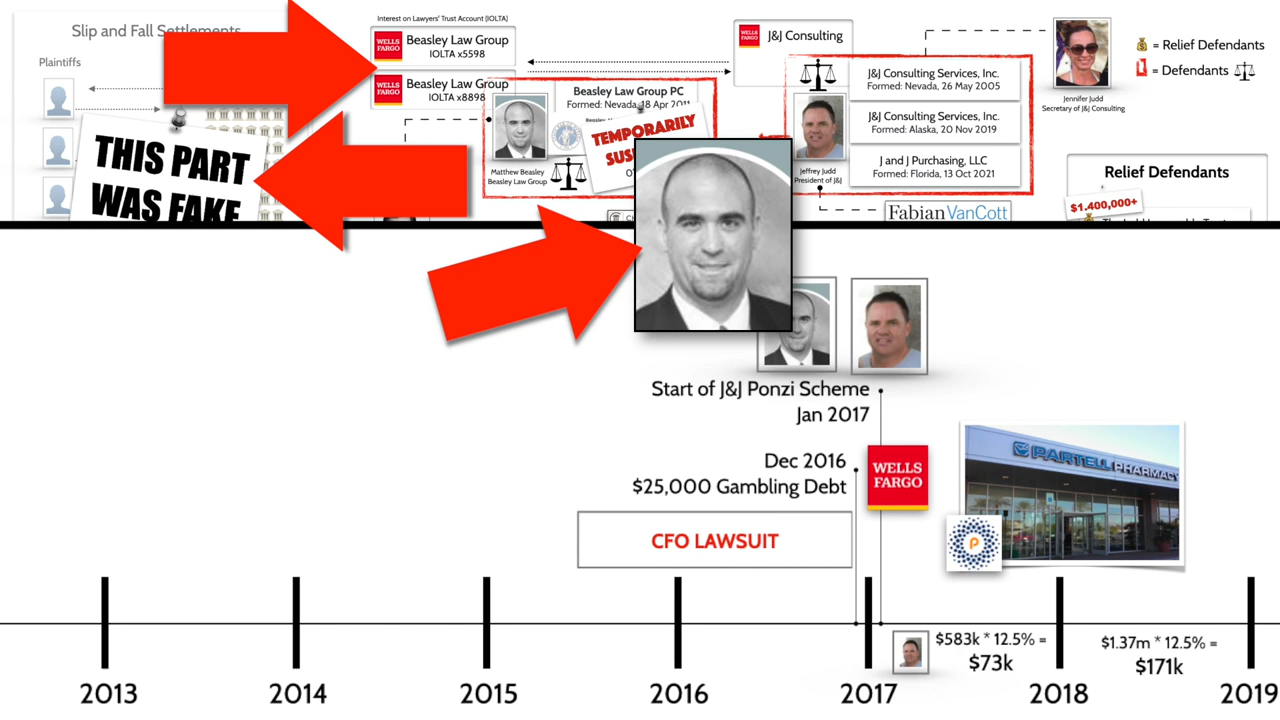 Slip and Fall Settlements
Plaintiffs
THIS PART
WAS FAKE
Interest on Lawyers' Trust Account (IOLTA)
WELLS
FARGO
Beasley Law Group
IOLTA x5598
WELLS
FARGO
Beasley Law Group
IOLTA x8898
Beasley Law Group PC
Formed: Nevada, 18 Apr 2011
TEMPORARILY
Matthew Beasley
Beasley Law Group
WELLS
FARGO
J&J Consulting
J&J Consulting Services, Inc.
Formed: Nevada, 26 May 2005
J&J Consulting Services, Inc.
Formed: Alaska, 20 Nov 2019
J and J Purchasing, LLC
Formed: Florida, 13 Oct 2021
Jeffrey Judd
President of J&J
FabianVanCott
Jennifer Judd
Secretary of J&J Consulting
= Relief Defendants
= Defendants
Relief Defendants
$1,400,000+
Start of J&J Ponzi Scheme
Jan 2017
Dec 2016
$25,000 Gambling Debt
WELLS
FARGO
CFO LAWSUIT
PARTELL PHARMACY
P
2013
2014
2015
2016
2017
2018
2019
$583k * 12.5% =
$73k
$1.37m * 12.5% =
$171k